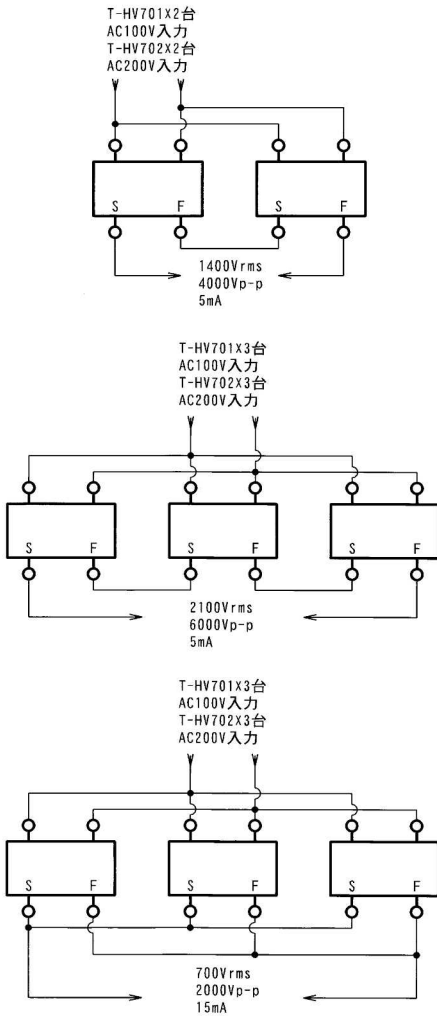 T-HV701X2台
AC100V入力
T-HV702X2台
AC200V入力
S F S F
1400Vrms
4000Vp-p
5mA
T-HV701X3台
AC100V入力
T-HV702X3台
AC200V入力
S F S F S F
2100Vrms
6000Vp-p
5mA
T-HV701X3台
AC100V入力
T-HV702X3台
AC200V入力
S F S F S F
700Vrms
2000Vp-p
15mA